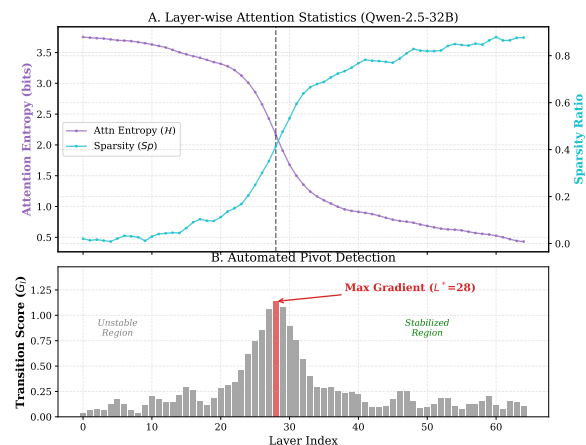 A. Layer-wise Attention Statistics (Qwen-2.5-32B)
Attention Entropy (bits)
3.5
3.0
2.5
2.0
1.5
1.0
0.5
Attn Entropy (ℋ)
Sparsity (Sp)
0.8
0.6
0.4
0.2
0.0
Sparsity Ratio
B. Automated Pivot Detection
Transition Score (Gₗ)
1.25
1.00
0.75
0.50
0.25
0.00
Max Gradient (L*=28)
Unstable
Region
Stabilized
Region
0 10 20 30 40 50 60
Layer Index